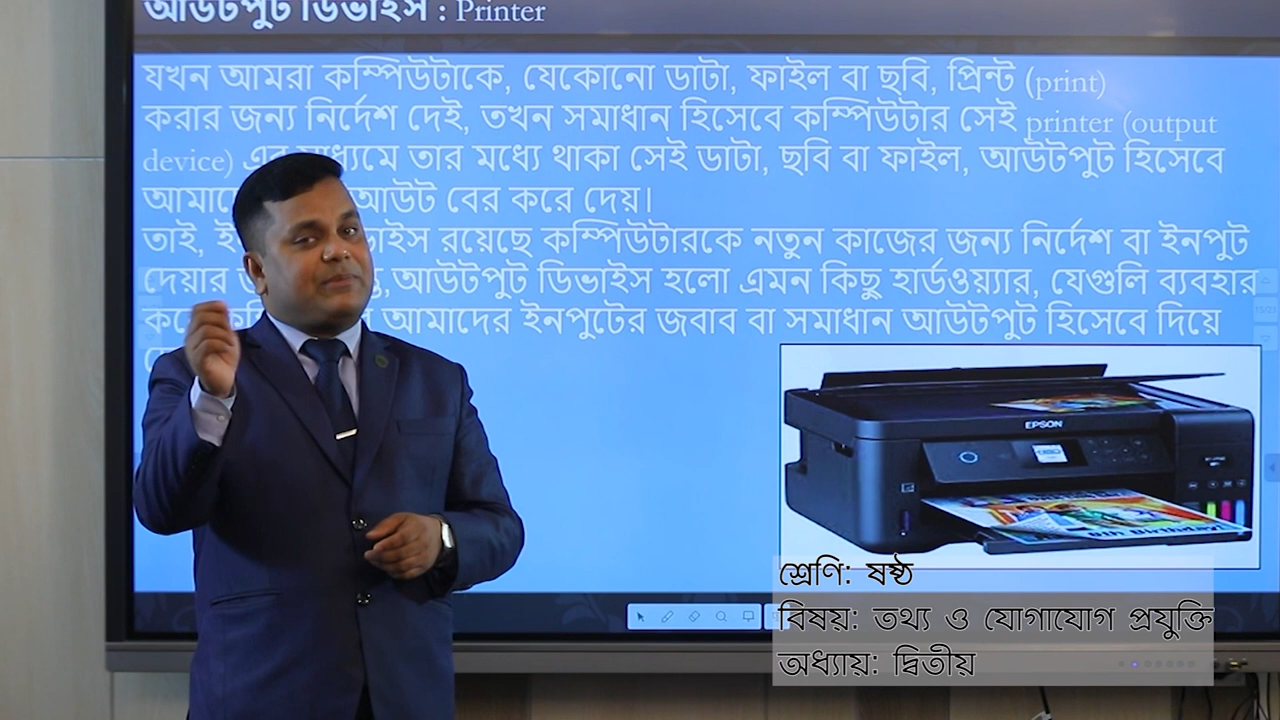 আউটপুট ডিভাইস : Printer
যখন আমরা কম্পিউটাকে, যেকোনো ডাটা, ফাইল বা ছবি, প্রিন্ট (print)
করার জন্য নির্দেশ দেই, তখন সমাধান হিসেবে কম্পিউটার সেই printer (output
device) এর মাধ্যমে তার মধ্যে থাকা সেই ডাটা, ছবি বা ফাইল, আউটপুট হিসেবে
আউট বের করে দেয়।
তাই, রয়েছে কম্পিউটারকে নতুন কাজের জন্য নির্দেশ বা ইনপুট
দেয়ার আউটপুট ডিভাইস হলো এমন কিছু হার্ডওয়্যার, যেগুলি ব্যবহার
আমাদের ইনপুটের জবাব বা সমাধান আউটপুট হিসেবে দিয়ে
EPSON
শ্রেণি: ষষ্ঠ
বিষয়: তথ্য ও যোগাযোগ প্রযুক্তি
অধ্যায়: দ্বিতীয়